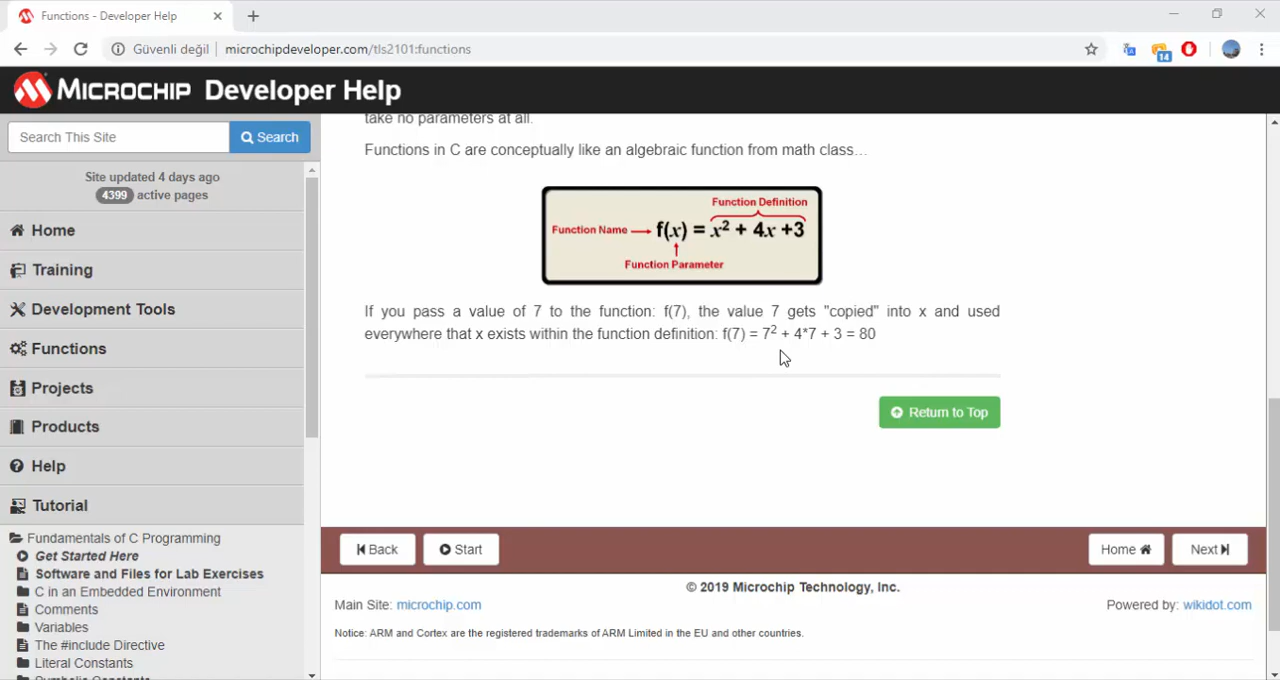 Functions - Developer Help
Güvenli değil
microchipdeveloper.com/tls2101:functions
14
MICROCHIP Developer Help
Search This Site
Search
Site updated 4 days ago
4399 active pages
Home
Training
Development Tools
Functions
Projects
Products
Help
Tutorial
Fundamentals of C Programming
Get Started Here
Software and Files for Lab Exercises
C in an Embedded Environment
Comments
Variables
The #include Directive
Literal Constants
Symbolic Constants
take no parameters at all.
Functions in C are conceptually like an algebraic function from math class…
Function Definition
Function Name f(x) = x² + 4x +3
Function Parameter
If you pass a value of 7 to the function: f(7), the value 7 gets "copied" into x and used
everywhere that x exists within the function definition: f(7) = 7² + 4*7 + 3 = 80
Return to Top
Back
Start
Home
Next
© 2019 Microchip Technology, Inc.
Main Site: microchip.com
Powered by: wikidot.com
Notice: ARM and Cortex are the registered trademarks of ARM Limited in the EU and other countries.